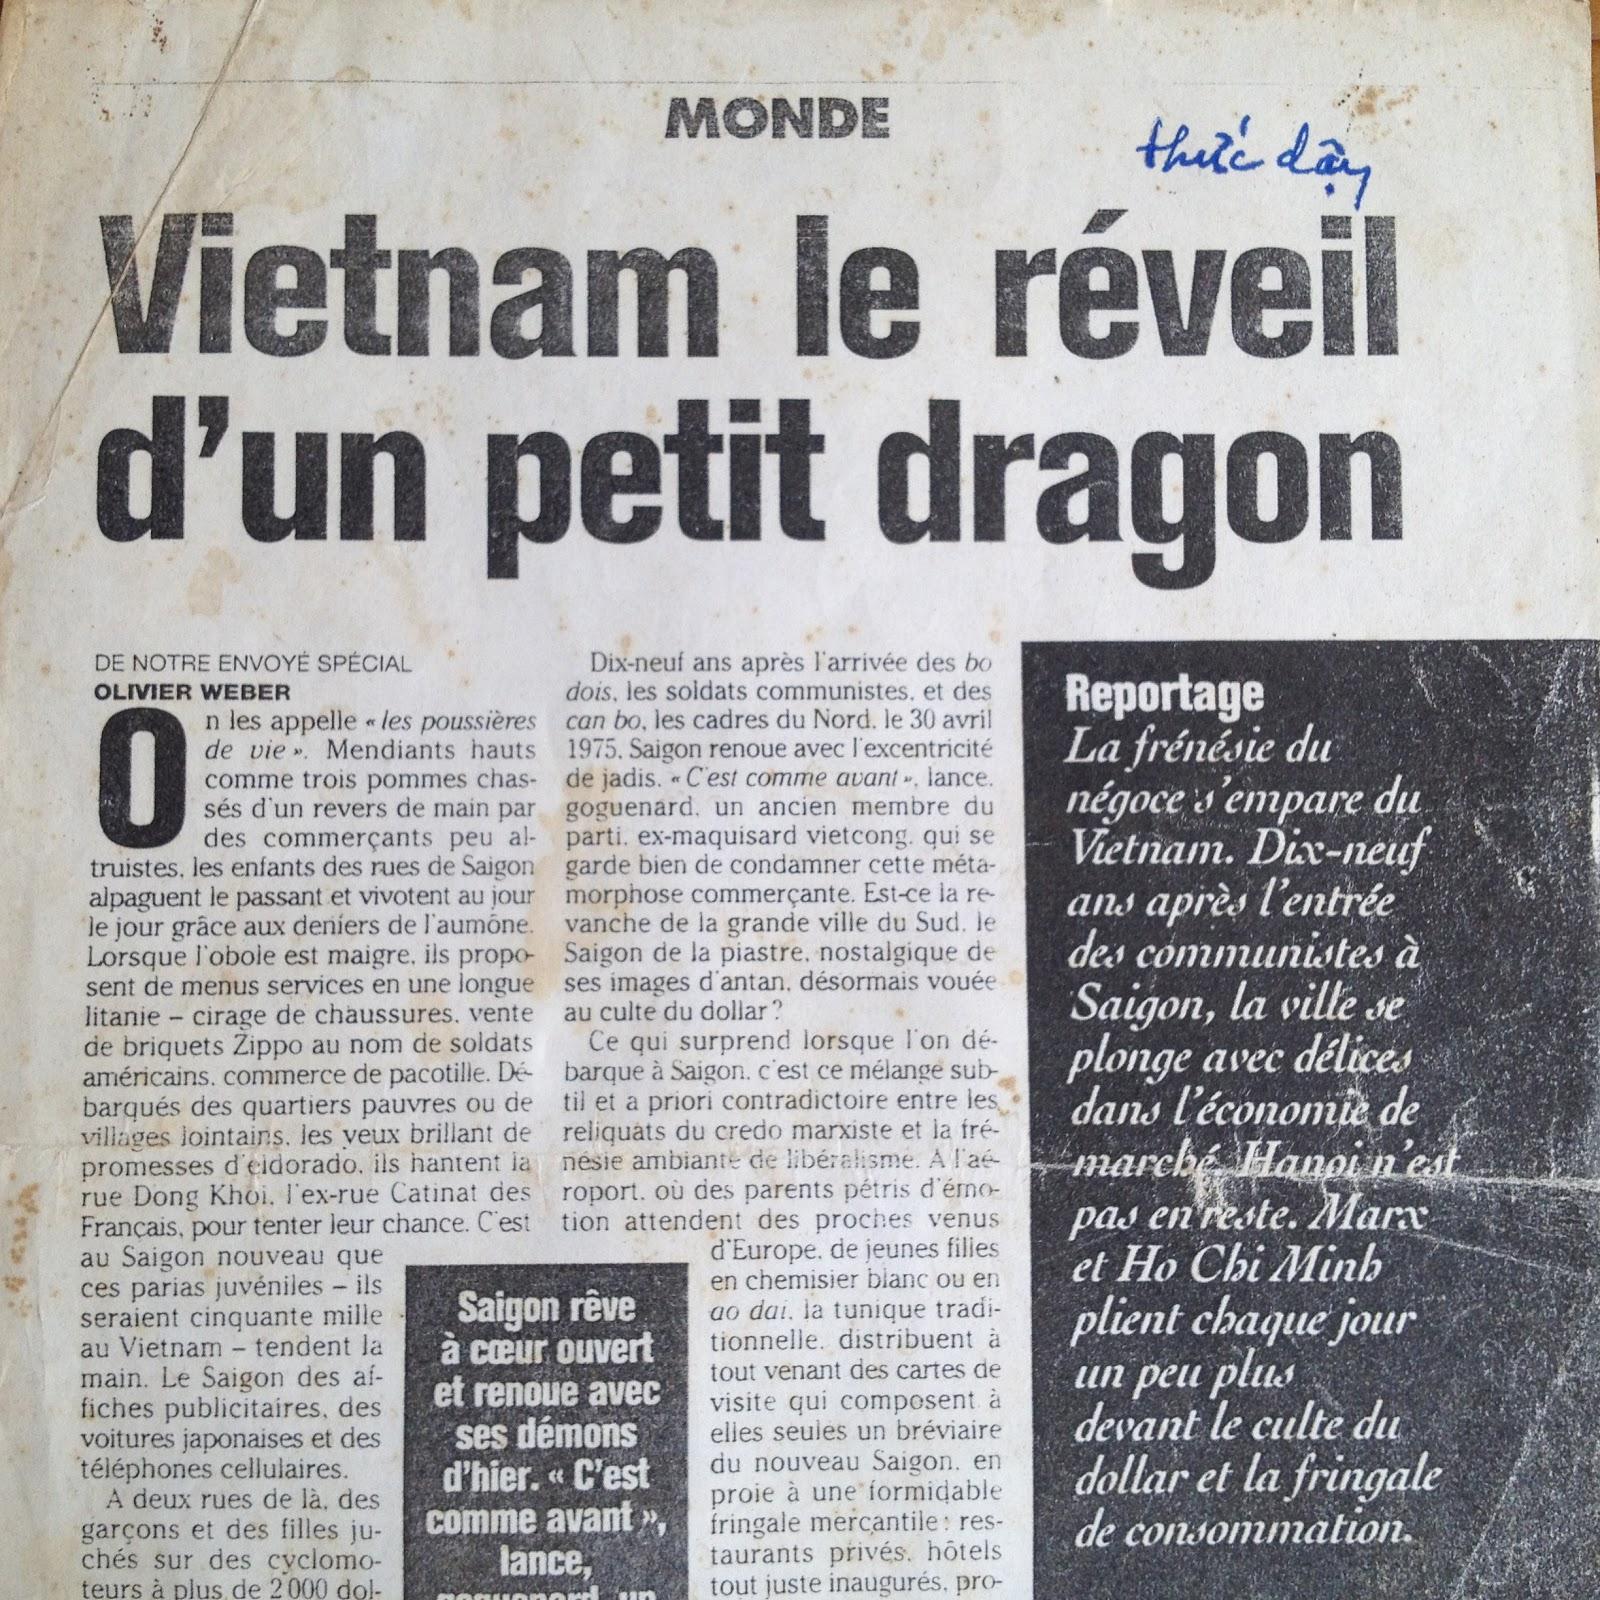 MONDE
thức dậy
Vietnam le réveil
d'un petit dragon
DE NOTRE ENVOYÉ SPÉCIAL
OLIVIER WEBER
On les appelle « les poussières
de vie ». Mendiants hauts
comme trois pommes chas-
sés d'un revers de main par
des commerçants peu al-
truistes, les enfants des rues de Saigon
alpaguent le passant et vivotent au jour
le jour grâce aux deniers de l'aumône.
Lorsque l'obole est maigre, ils propo-
sent de menus services en une longue
litanie – cirage de chaussures, vente
de briquets Zippo au nom de soldats
américains, commerce de pacotille. Dé-
barqués des quartiers pauvres ou de
villages lointains, les yeux brillant de
promesses d'eldorado, ils hantent la
rue Dong Khoi, l'ex-rue Catinat des
Français, pour tenter leur chance. C'est
au Saigon nouveau que
ces parias juvéniles – ils
seraient cinquante mille
au Vietnam – tendent la
main. Le Saigon des af-
fiches publicitaires, des
voitures japonaises et des
téléphones cellulaires.
A deux rues de là, des
garçons et des filles ju-
chés sur des cyclomo-
teurs à plus de 2 000 dol-
Saigon rêve
à cœur ouvert
et renoue avec
ses démons
d'hier. « C'est
comme avant »,
lance,
goguenard, un
Dix-neuf ans après l'arrivée des bo
dois, les soldats communistes, et des
can bo, les cadres du Nord, le 30 avril
1975, Saigon renoue avec l'excentricité
de jadis. « C'est comme avant », lance,
goguenard, un ancien membre du
parti, ex-maquisard vietcong, qui se
garde bien de condamner cette méta-
morphose commerçante. Est-ce la re-
vanche de la grande ville du Sud, le
Saigon de la piastre, nostalgique de
ses images d'antan, désormais vouée
au culte du dollar ?
Ce qui surprend lorsque l'on dé-
barque à Saigon, c'est ce mélange sub-
til et a priori contradictoire entre les
reliquats du credo marxiste et la fré-
nésie ambiante de libéralisme. A l'aé-
roport, où des parents pétris d'émo-
tion attendent des proches venus
d'Europe, de jeunes filles
en chemisier blanc ou en
ao dai, la tunique tradi-
tionnelle, distribuent à
tout venant des cartes de
visite qui composent à
elles seules un bréviaire
du nouveau Saigon, en
proie à une formidable
fringale mercantile : res-
taurants privés, hôtels
tout juste inaugurés, pro-
Reportage
La frénésie du
négoce s'empare du
Vietnam. Dix-neuf
ans après l'entrée
des communistes à
Saigon, la ville se
plonge avec délices
dans l'économie de
marché. Hanoi n'est
pas en reste. Marx
et Ho Chi Minh
plient chaque jour
un peu plus
devant le culte du
dollar et la fringale
de consommation.